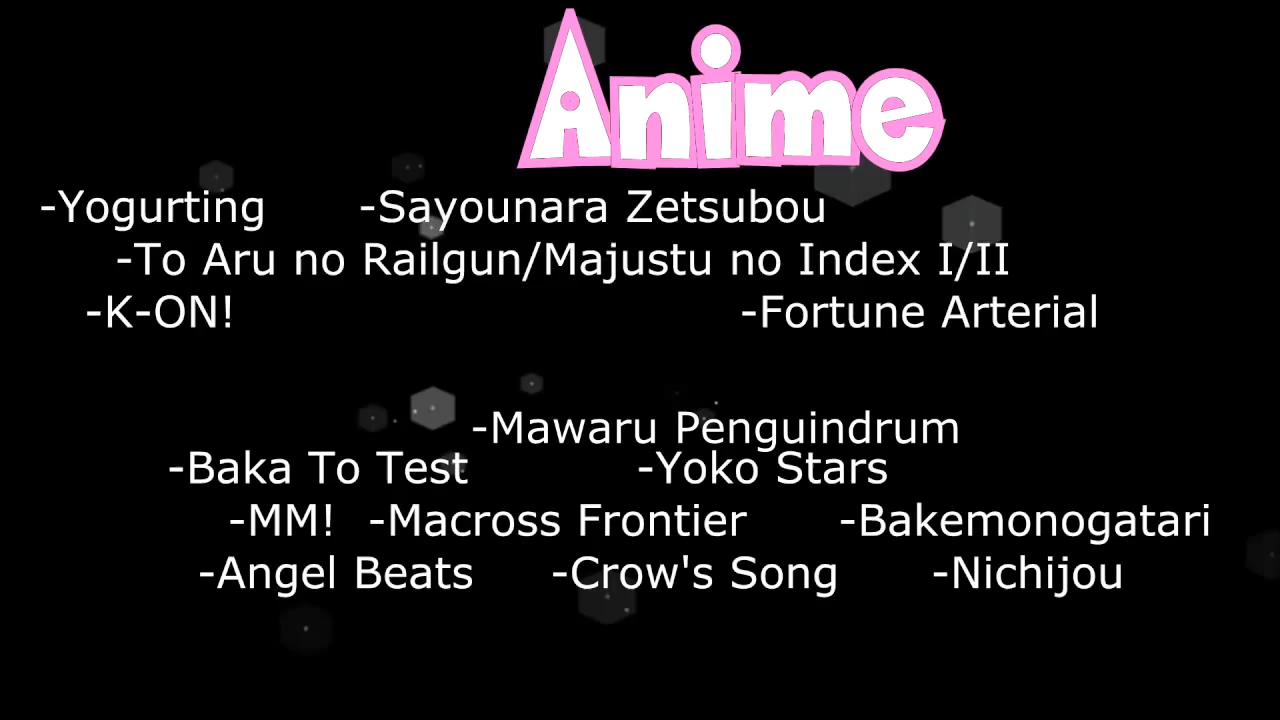 Anime
-Yogurting -Sayounara Zetsubou
-To Aru no Railgun/Majustu no Index I/II
-K-ON! -Fortune Arterial
-Mawaru Penguindrum
-Baka To Test -Yoko Stars
-MM! -Macross Frontier -Bakemonogatari
-Angel Beats -Crow's Song -Nichijou